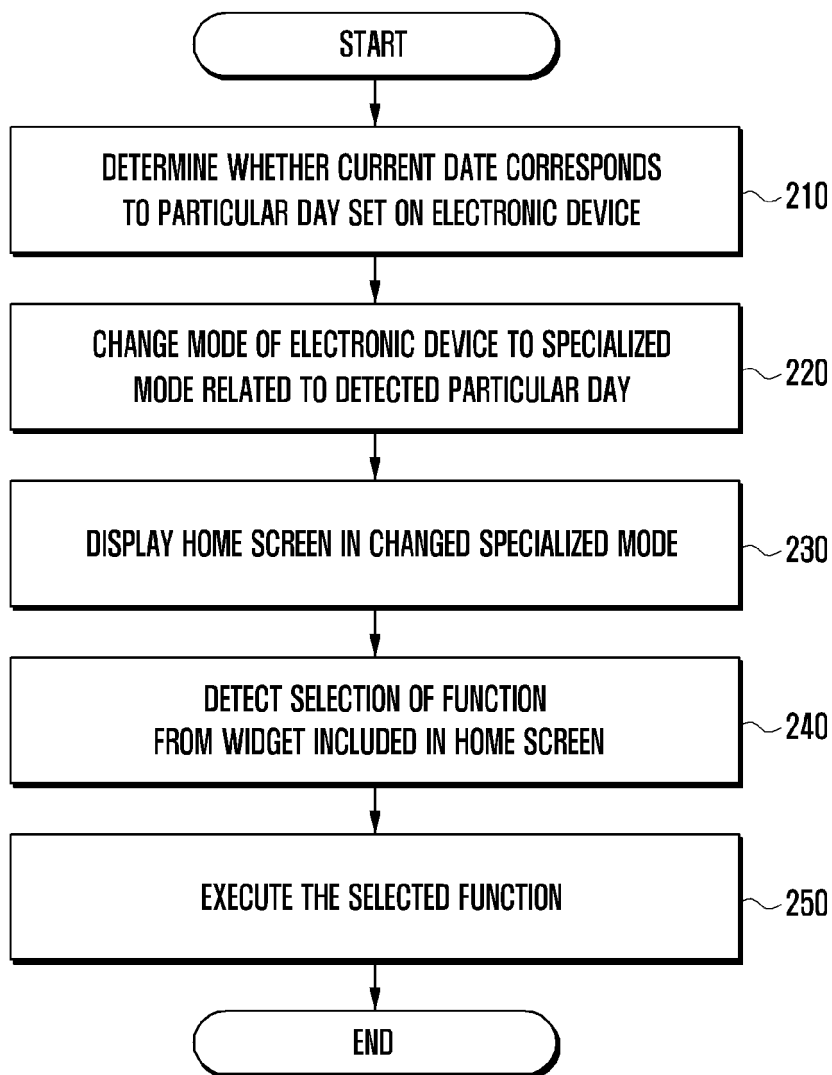 START
DETERMINE WHETHER CURRENT DATE CORRESPONDS
TO PARTICULAR DAY SET ON ELECTRONIC DEVICE
210
CHANGE MODE OF ELECTRONIC DEVICE TO SPECIALIZED
MODE RELATED TO DETECTED PARTICULAR DAY
220
DISPLAY HOME SCREEN IN CHANGED SPECIALIZED MODE
230
DETECT SELECTION OF FUNCTION
FROM WIDGET INCLUDED IN HOME SCREEN
240
EXECUTE THE SELECTED FUNCTION
250
END